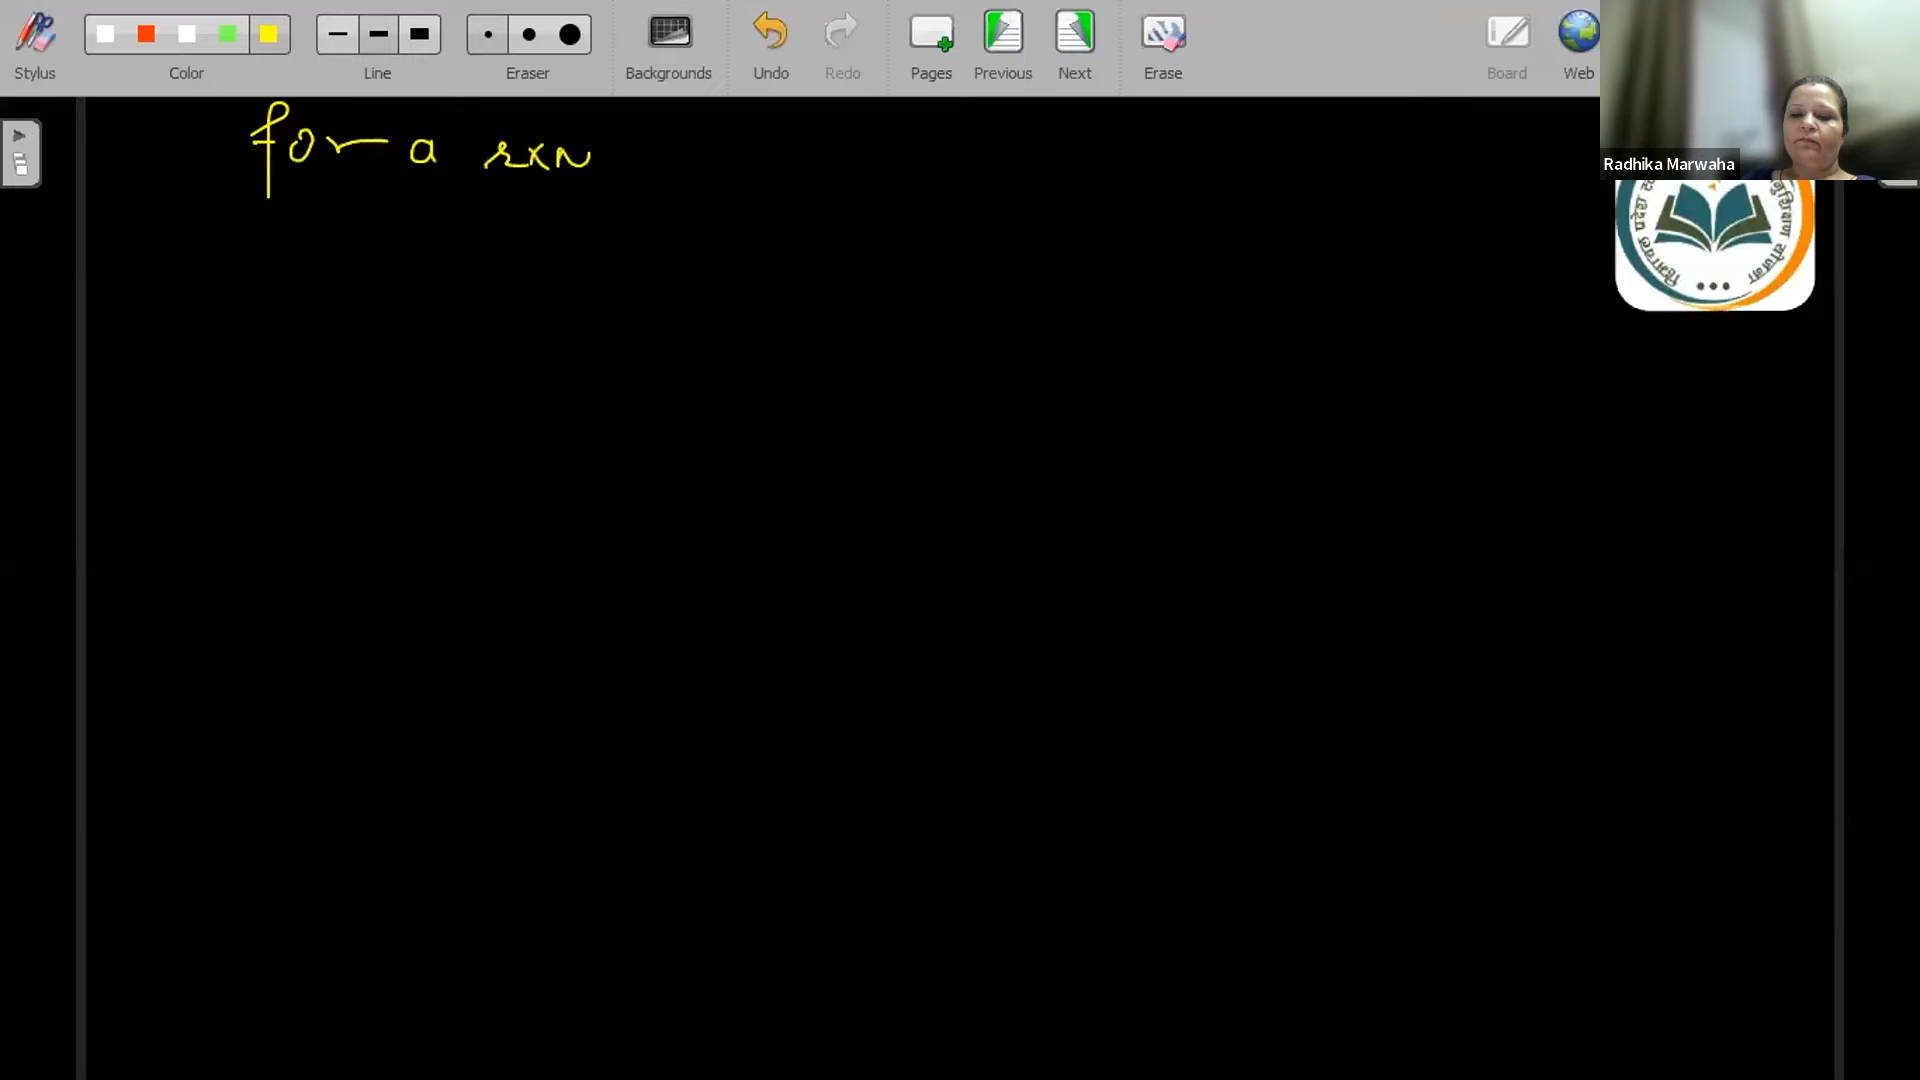 Stylus
Color
Line
Eraser
Backgrounds
Undo
Redo
Pages
Previous
Next
Erase
Board
Web
Radhika Marwaha
for a rxn